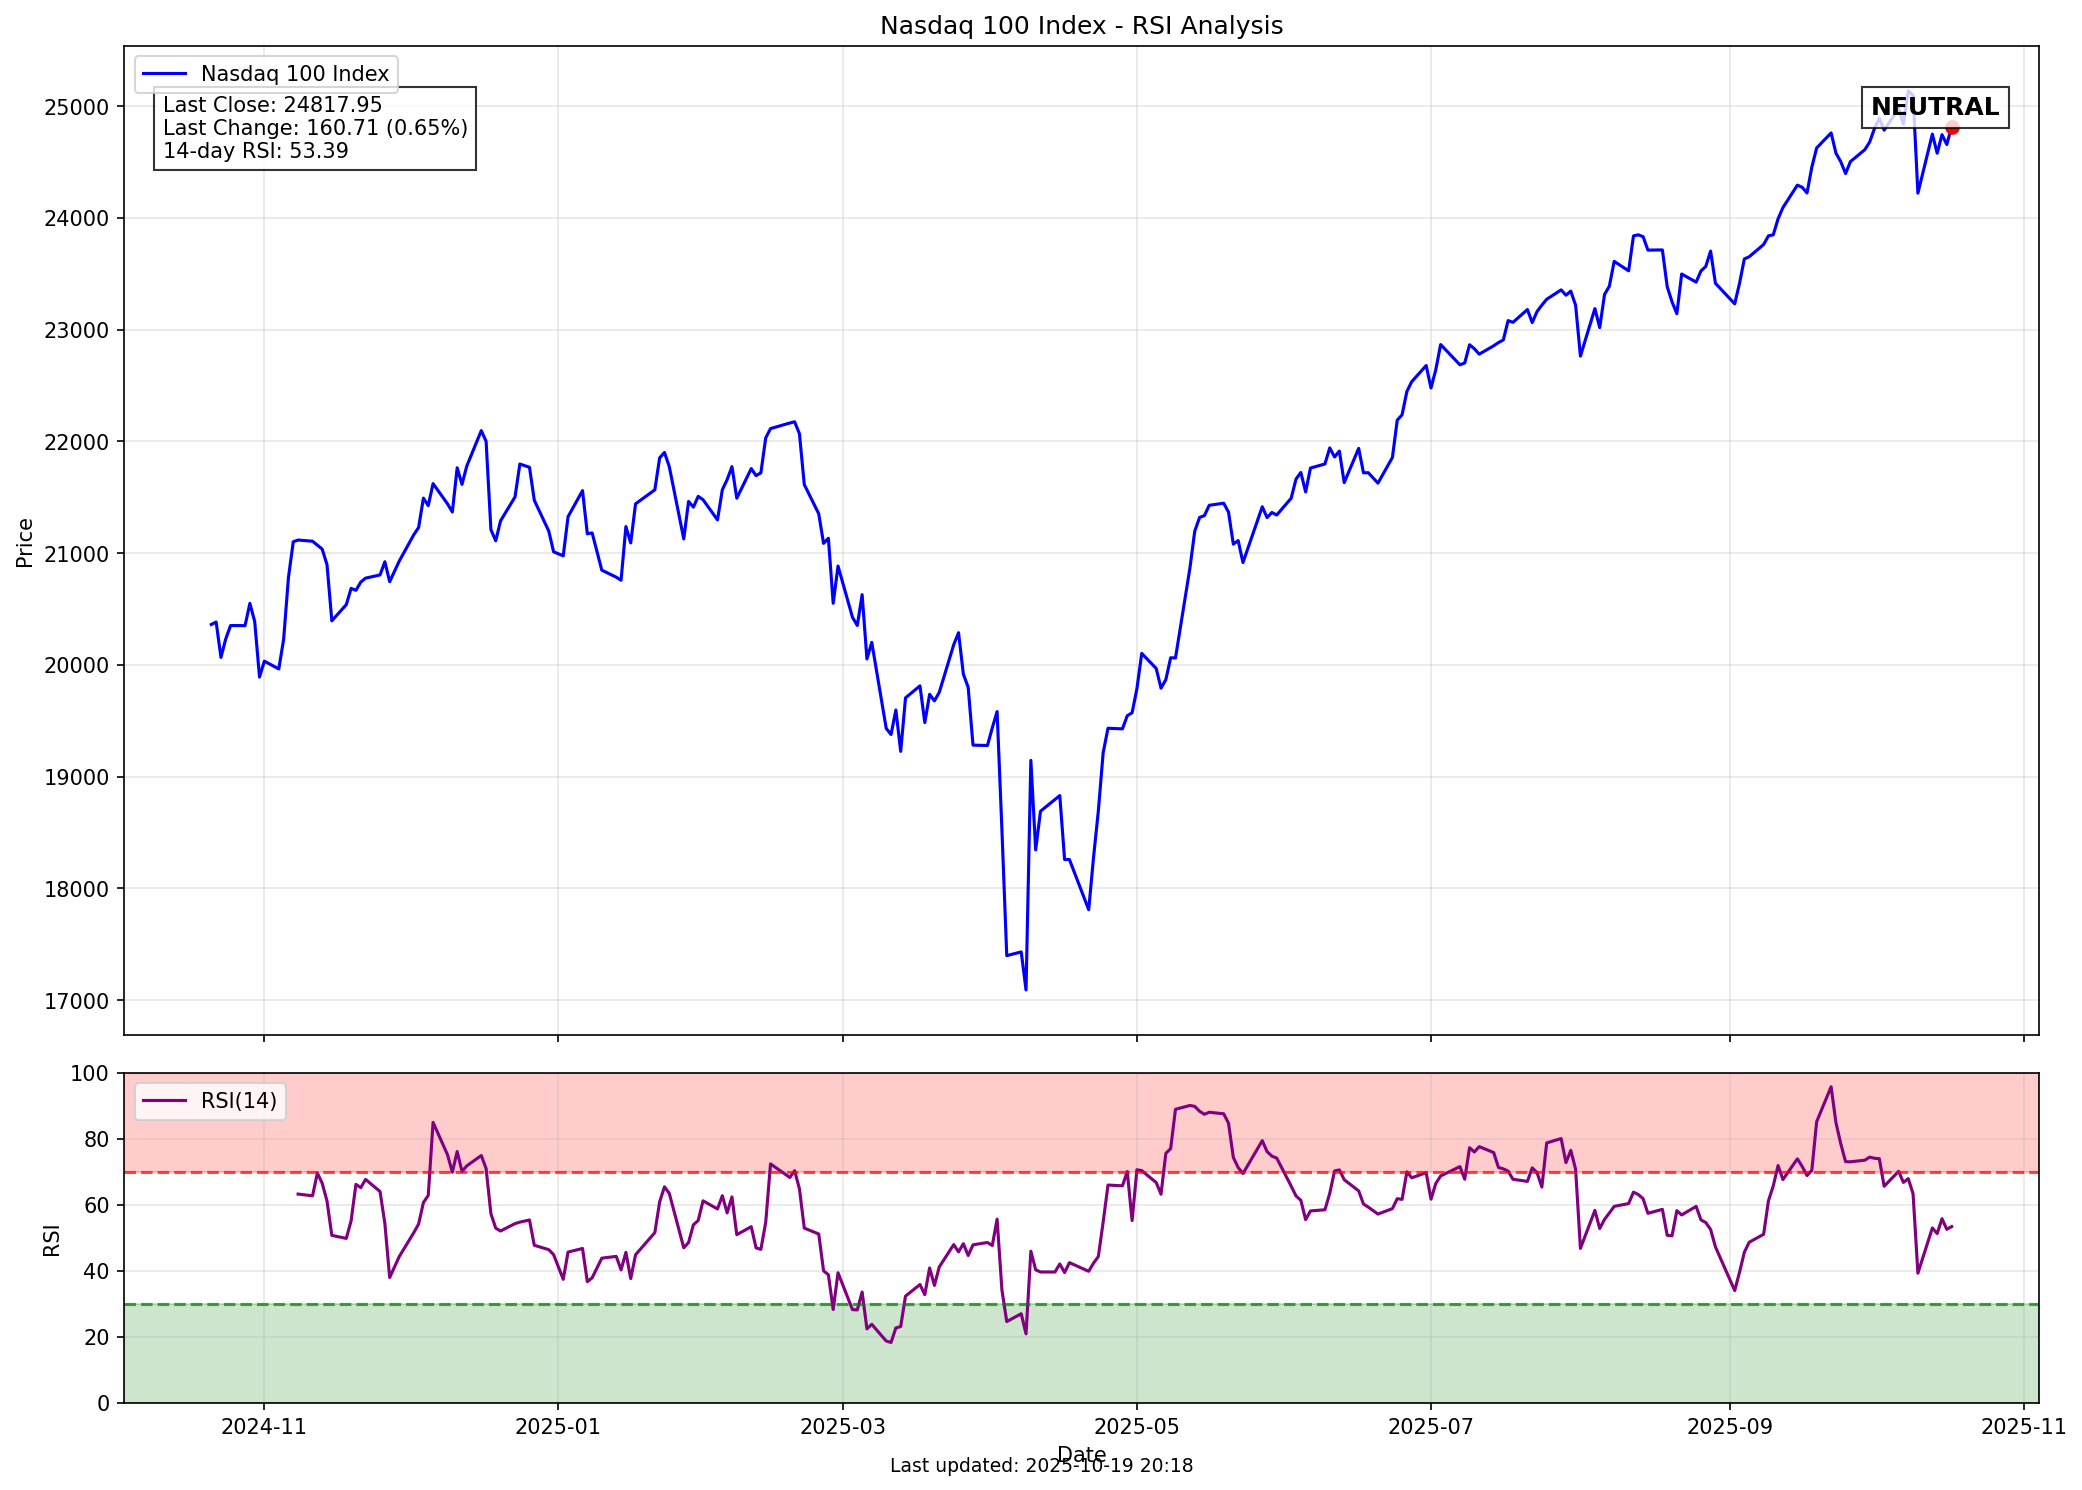 Nasdaq 100 Index - RSI Analysis
Nasdaq 100 Index
Last Close: 24817.95
Last Change: 160.71 (0.65%)
14-day RSI: 53.39
NEUTRAL
25000
24000
23000
22000
21000
20000
19000
18000
17000
Price
RSI(14)
100
80
60
40
20
0
RSI
2024-11
2025-01
2025-03
2025-05
2025-07
2025-09
2025-11
Date
Last updated: 2025-10-19 20:18